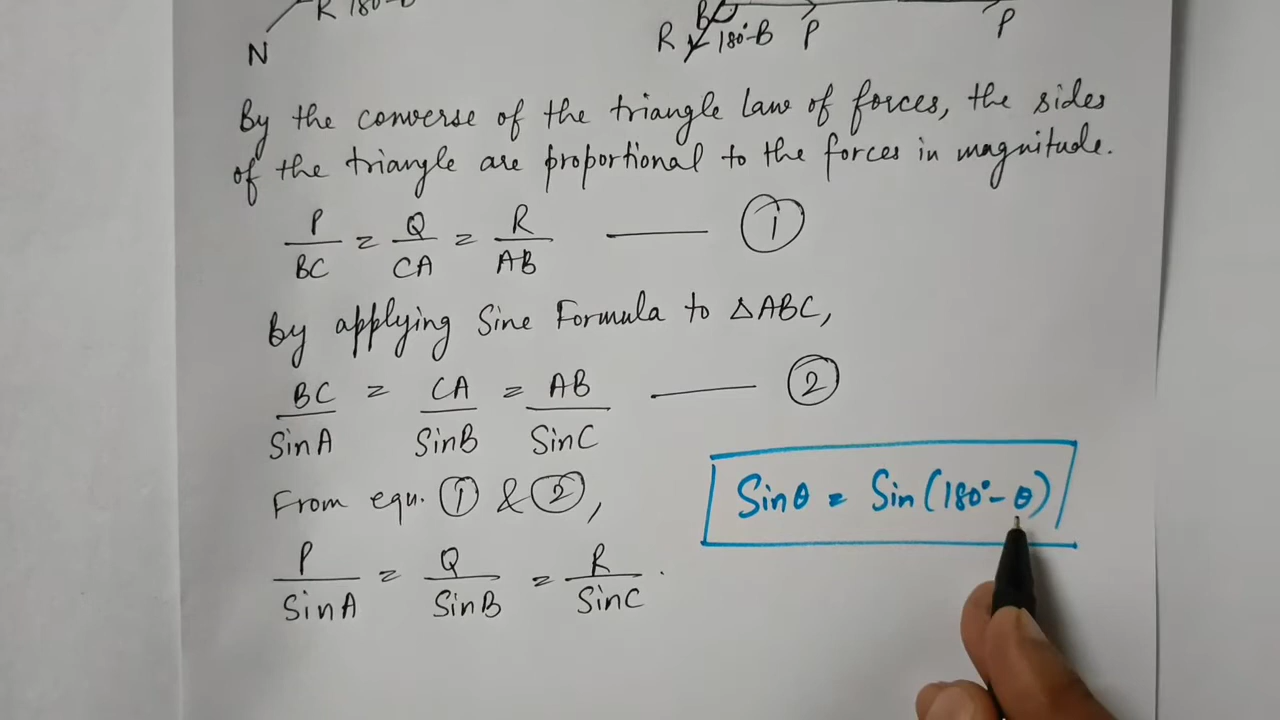 R 180-B
N
B
R 180°-B P
P
By the converse of the triangle law of forces, the sides
of the triangle are proportional to the forces in magnitude.
P/BC = Q/CA = R/AB ——— ①
By applying Sine Formula to △ABC,
BC/SinA = CA/SinB = AB/SinC ——— ②
From equ. ① & ②,
Sinθ = Sin(180°-θ)
P/SinA = Q/SinB = R/SinC .